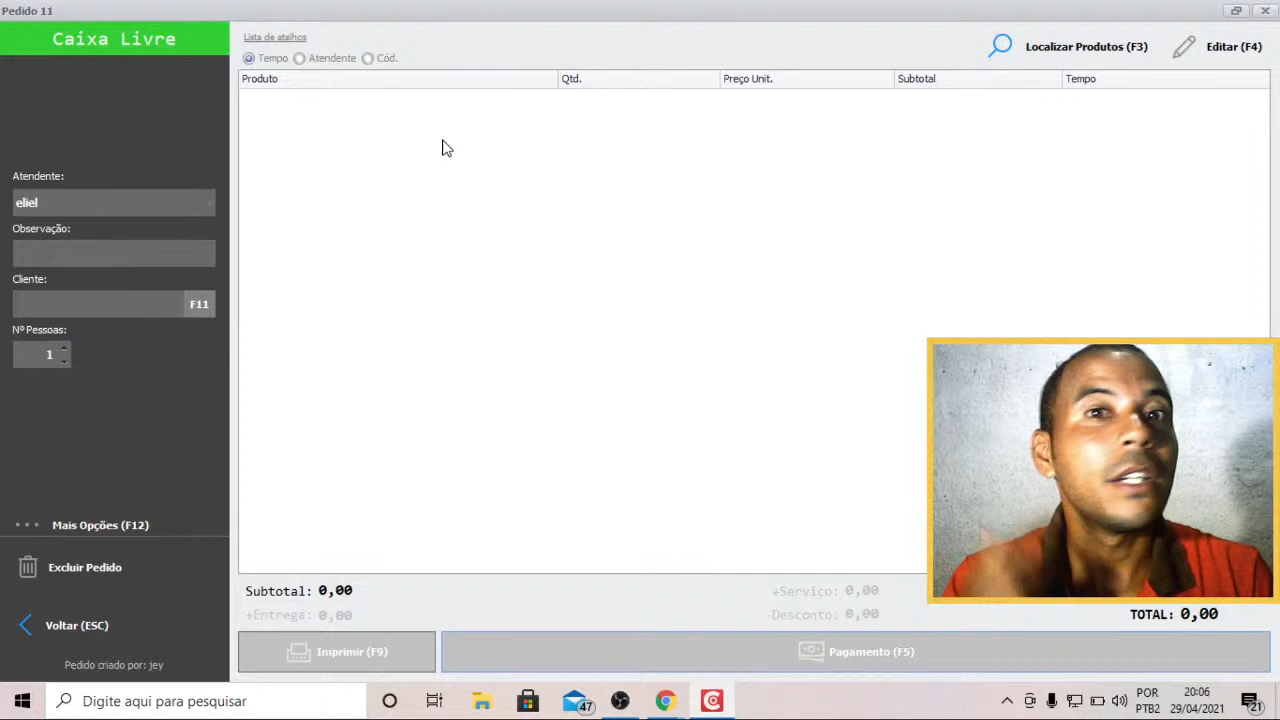 Pedido 11
Caixa Livre
Lista de atalhos
Tempo Atendente Cód.
Localizar Produtos (F3)
Editar (F4)
Produto Qtd. Preço Unit. Subtotal Tempo
Atendente:
eliel
Observação:
Cliente:
F11
Nº Pessoas:
1
Mais Opções (F12)
Excluir Pedido
Voltar (ESC)
Pedido criado por: jey
Subtotal: 0,00
+Serviço: 0,00
+Entrega: 0,00
-Desconto: 0,00
TOTAL: 0,00
Imprimir (F9)
Pagamento (F5)
Digite aqui para pesquisar
47
POR
PTB2
20:06
29/04/2021
21